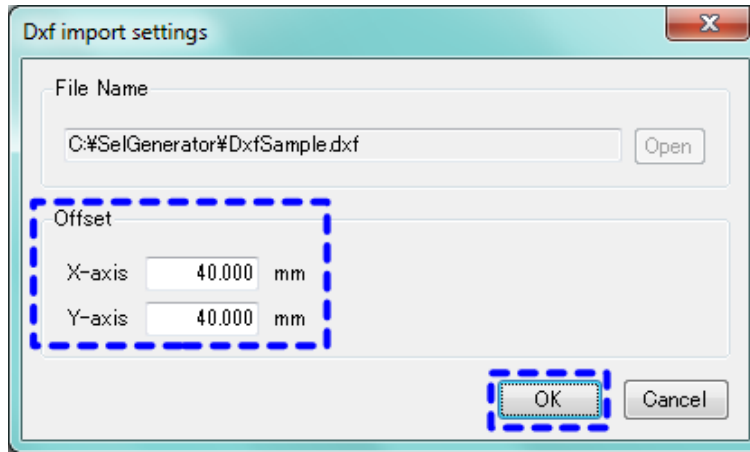 Dxf import settings
File Name
C:¥SelGenerator¥DxfSample.dxf
Open
Offset
X-axis 40.000 mm
Y-axis 40.000 mm
OK Cancel